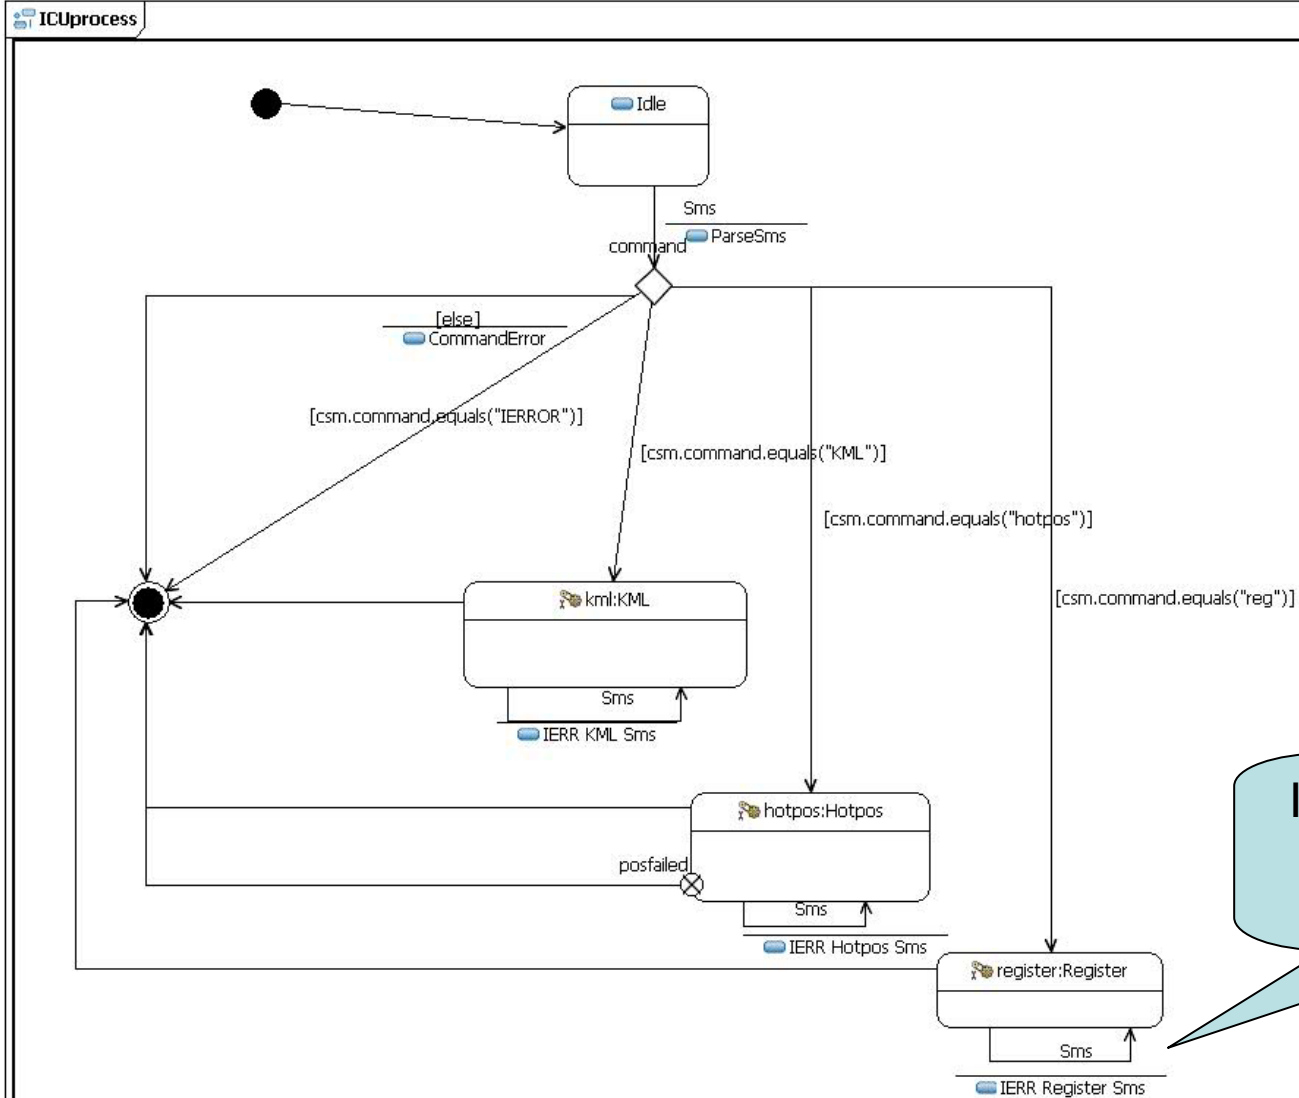 ICUprocess
Idle
Sms
ParseSms
command
[else]
CommandError
[csm.command.equals("IERROR")]
[csm.command.equals("KML")]
[csm.command.equals("hotpos")]
[csm.command.equals("reg")]
kml:KML
Sms
IERR KML Sms
hotpos:Hotpos
posfailed
Sms
IERR Hotpos Sms
register:Register
Sms
IERR Register Sms